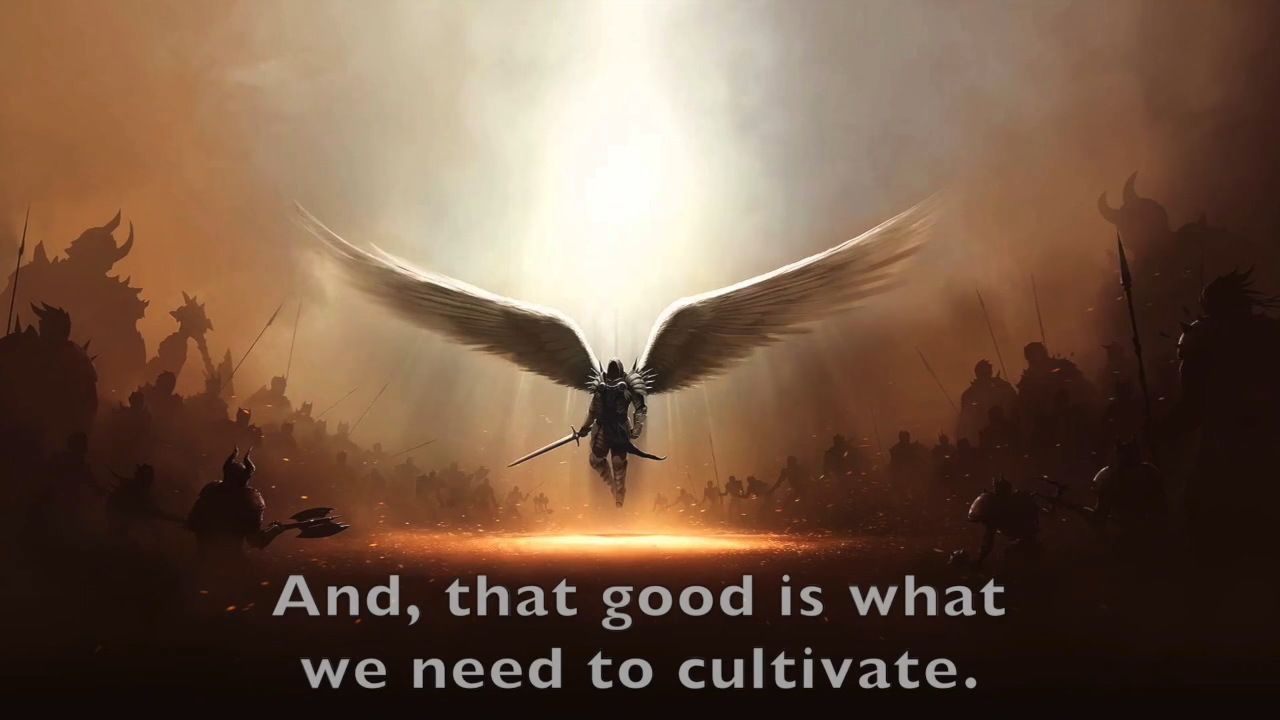 And, that good is what
we need to cultivate.